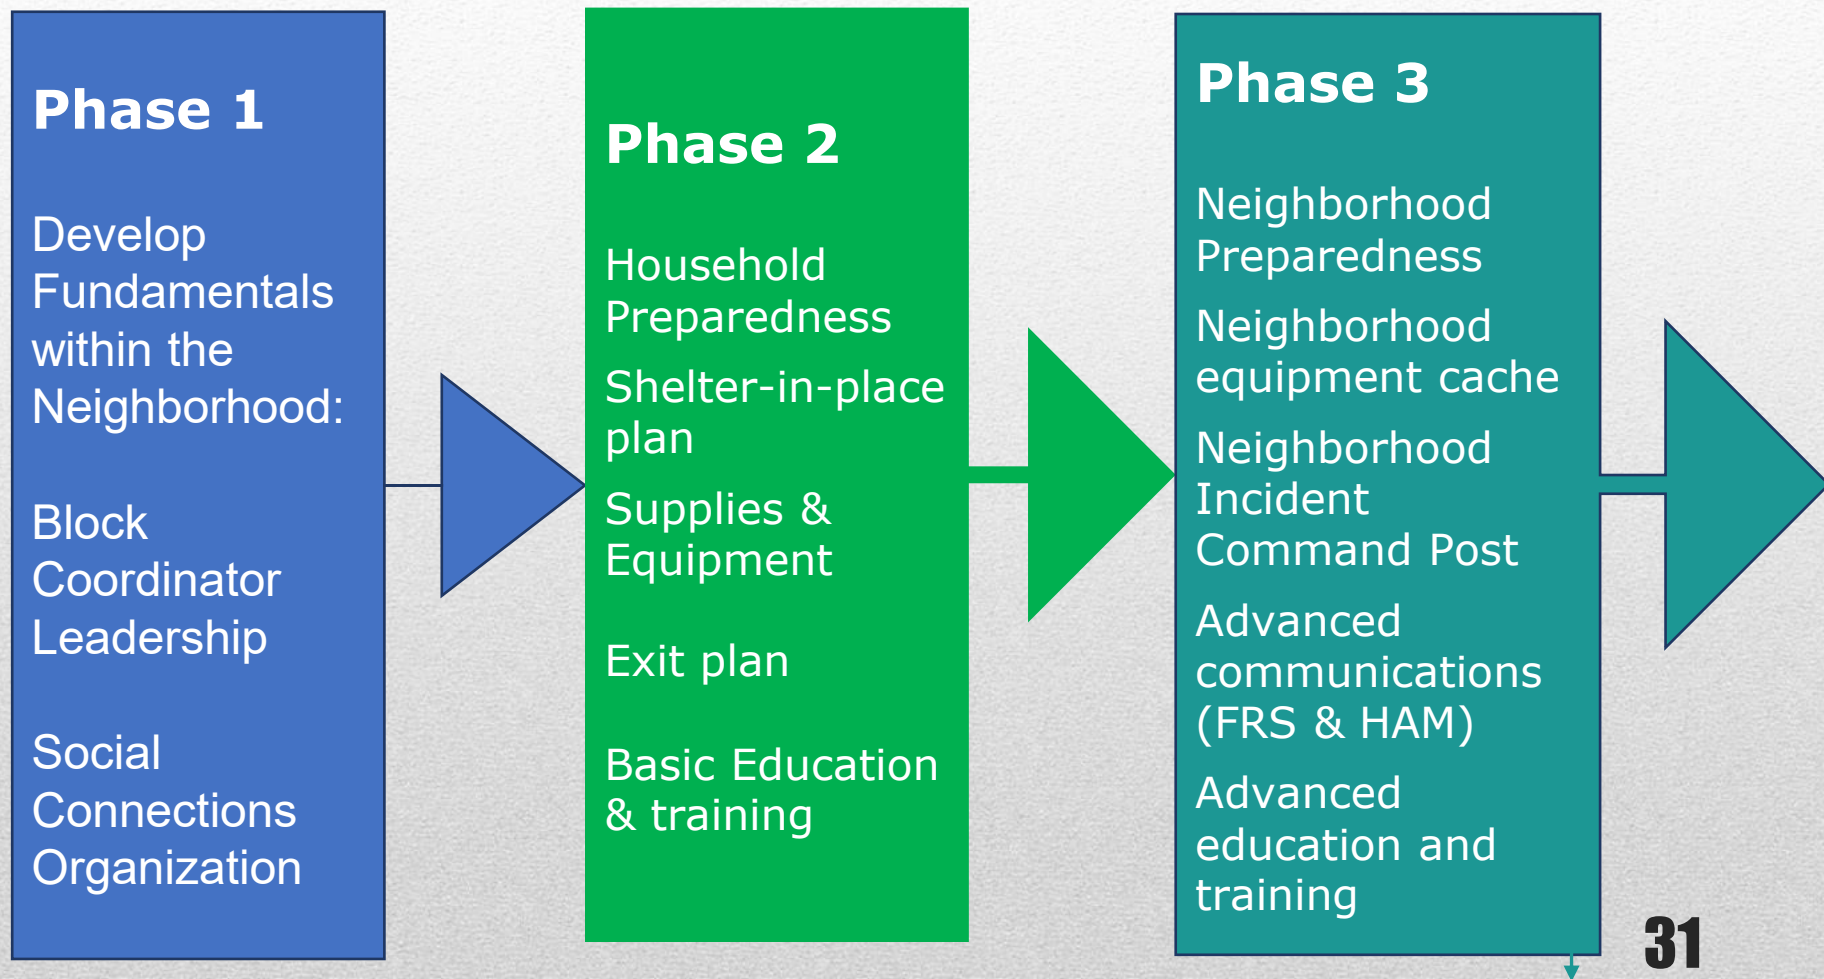 Phase 1
Develop
Fundamentals
within the
Neighborhood:
Block
Coordinator
Leadership
Social
Connections
Organization
Phase 2
Household
Preparedness
Shelter-in-place
plan
Supplies &
Equipment
Exit plan
Basic Education
& training
Phase 3
Neighborhood
Preparedness
Neighborhood
equipment cache
Neighborhood
Incident
Command Post
Advanced
communications
(FRS & HAM)
Advanced
education and
training
31